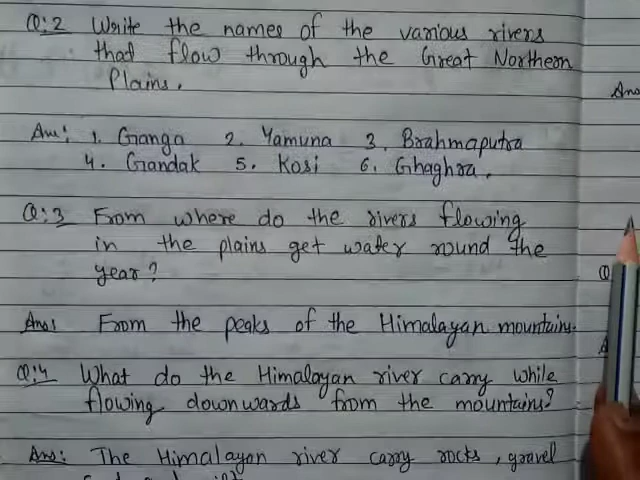 Q:2 Write the names of the various rivers
that flow through the Great Northern
Plains.
Ans: 1. Ganga 2. Yamuna 3. Brahmaputra
4. Gandak 5. Kosi 6. Ghaghra.
Q:3 From where do the rivers flowing
in the plains get water round the
year?
Ans: From the peaks of the Himalayan mountains.
Q:4 What do the Himalayan river carry while
flowing downwards from the mountains?
Ans: The Himalayan river carry rocks, gravel
Ans